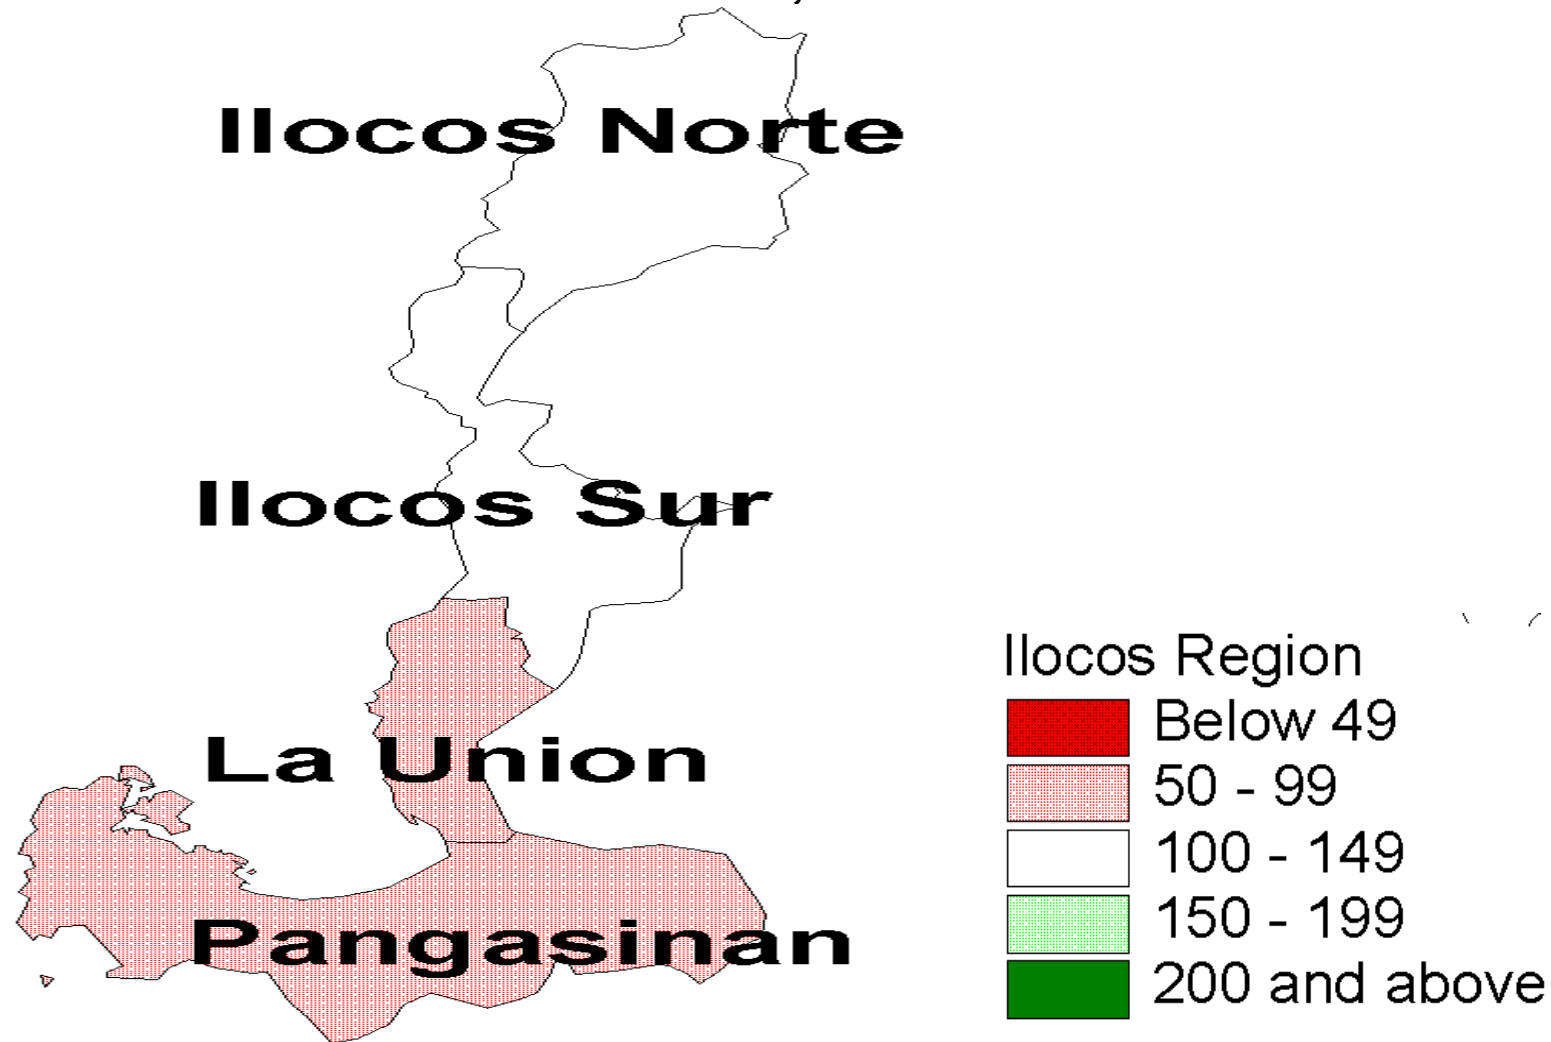 Ilocos Norte
Ilocos Sur
La Union
Pangasinan
Ilocos Region
Below 49
50 - 99
100 - 149
150 - 199
200 and above